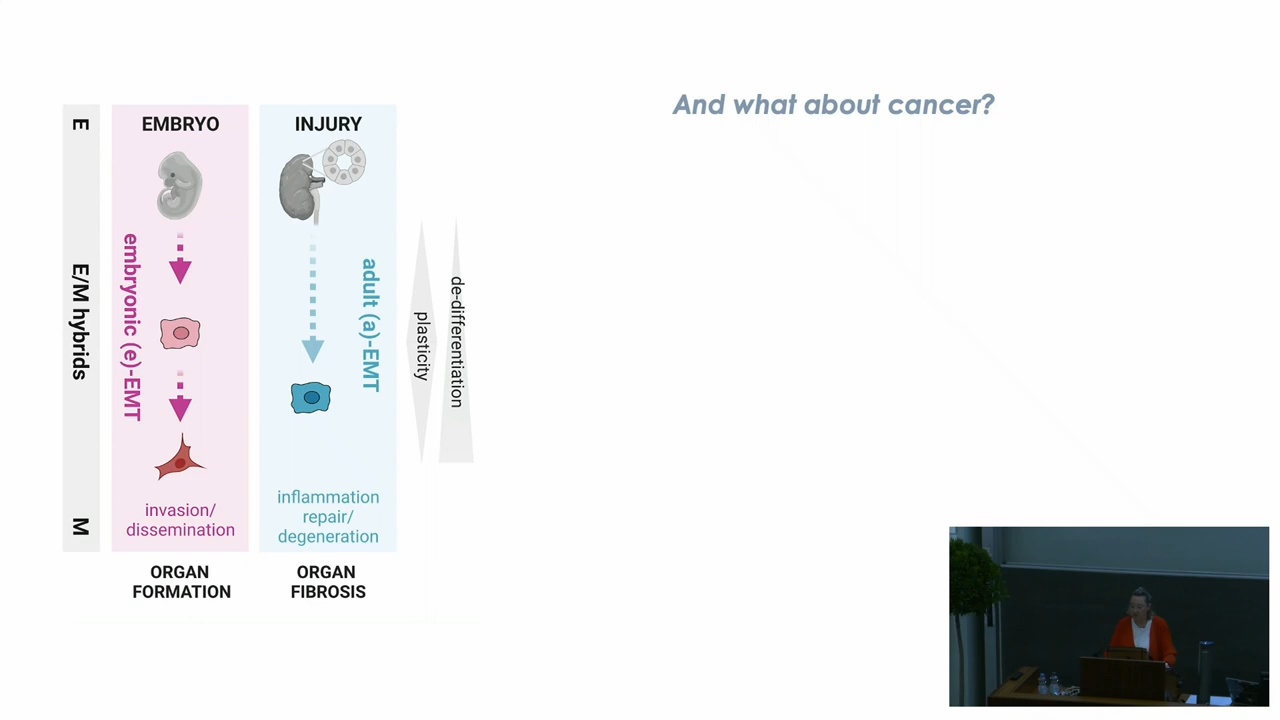 And what about cancer?
E
E/M hybrids
M
EMBRYO
embryonic (e)-EMT
invasion/
dissemination
ORGAN
FORMATION
INJURY
adult (a)-EMT
inflammation
repair/
degeneration
ORGAN
FIBROSIS
plasticity
de-differentiation